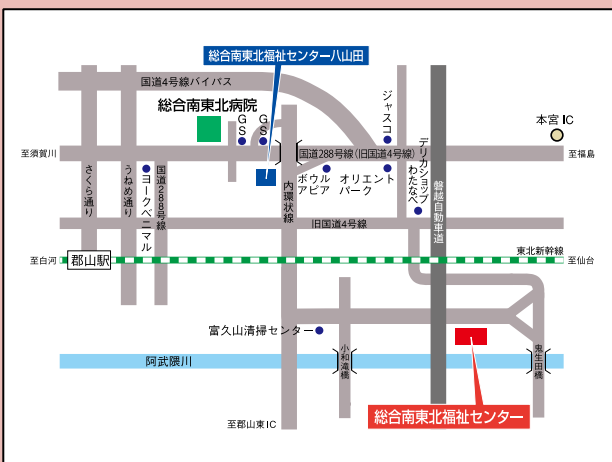 総合南東北福祉センター八山田
国道4号線バイパス
総合南東北病院
GS
GS
ジャスコ
本宮IC
至須賀川
国道288号線(旧国道4号線)
至福島
さくら通り
うねめ通り
ヨークベニマル
国道288号線
内環状線
ボウル
アピア
オリエント
パーク
デリカショップ
わたなべ
磐越自動車道
旧国道4号線
東北新幹線
至白河
郡山駅
至仙台
富久山清掃センター
阿武隈川
小和滝橋
鬼生田橋
至郡山東IC
総合南東北福祉センター